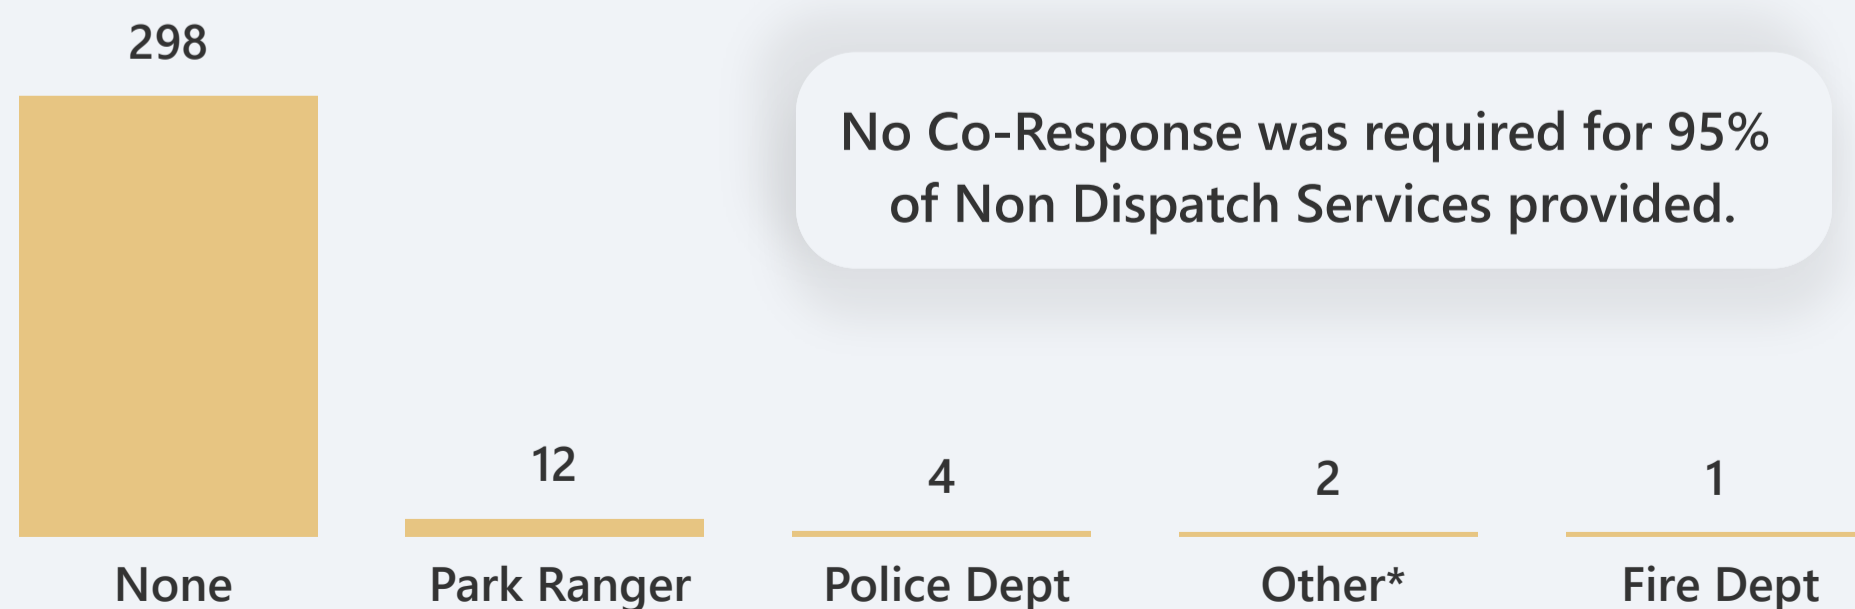 298
No Co-Response was required for 95%
of Non Dispatch Services provided.
12
4
2
1
None
Park Ranger
Police Dept
Other*
Fire Dept